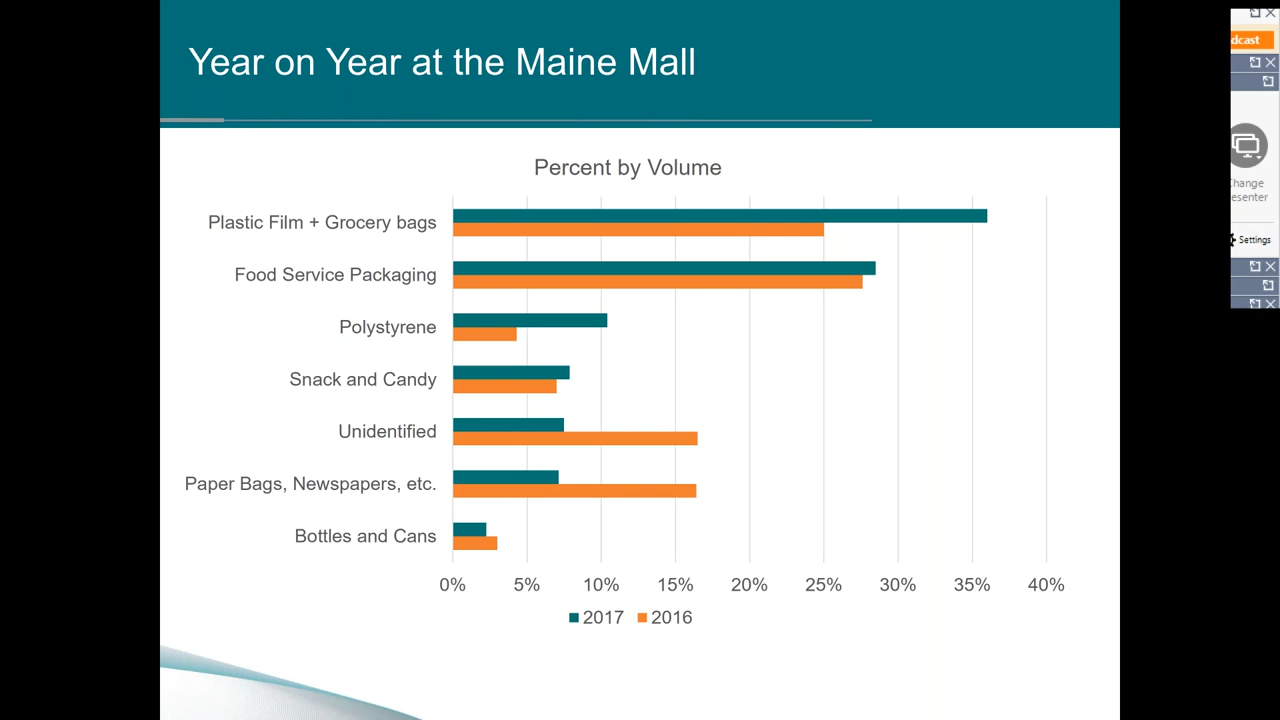 Year on Year at the Maine Mall
Percent by Volume
Plastic Film + Grocery bags
Food Service Packaging
Polystyrene
Snack and Candy
Unidentified
Paper Bags, Newspapers, etc.
Bottles and Cans
0% 5% 10% 15% 20% 25% 30% 35% 40%
2017 2016
dcast
hange
esenter
Settings